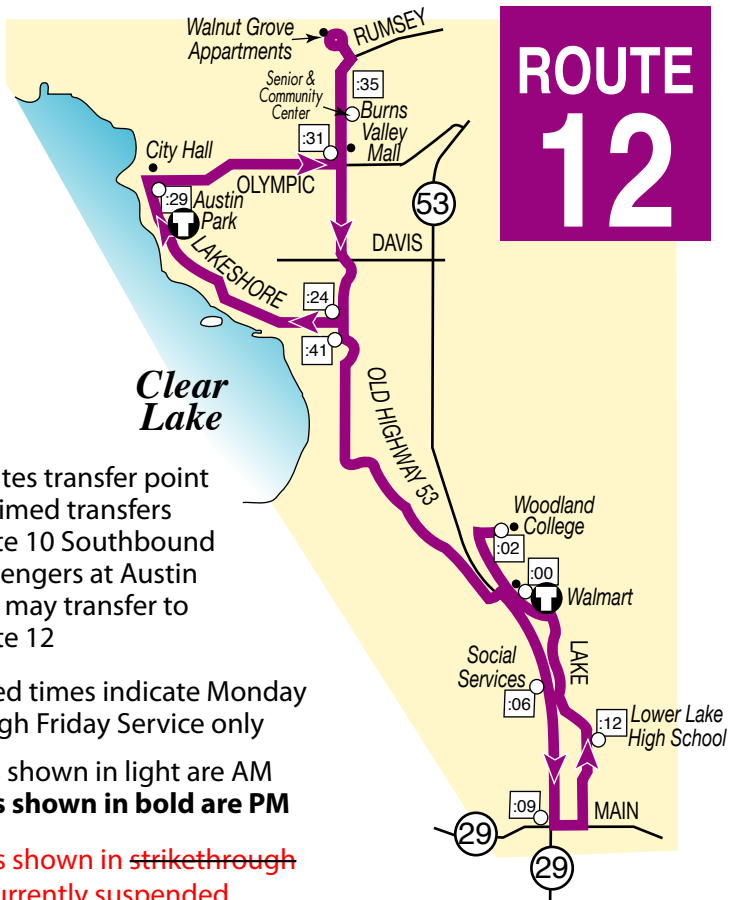 ROUTE
12
Walnut Grove
Appartments
RUMSEY
:35
Senior &
Community
Center
Burns
Valley
Mall
:31
City Hall
OLYMPIC
:29
Austin
Park
T
53
LAKESHORE
DAVIS
:24
:41
Clear
Lake
OLD HIGHWAY 53
Woodland
College
:02
:00
T
Walmart
LAKE
Social
Services
:06
:12
Lower Lake
High School
:09
MAIN
29
29
tes transfer point
imed transfers
te 10 Southbound
engers at Austin
may transfer to
te 12
ed times indicate Monday
gh Friday Service only
s shown in light are AM
s shown in bold are PM
s shown in strikethrough
urrently suspended